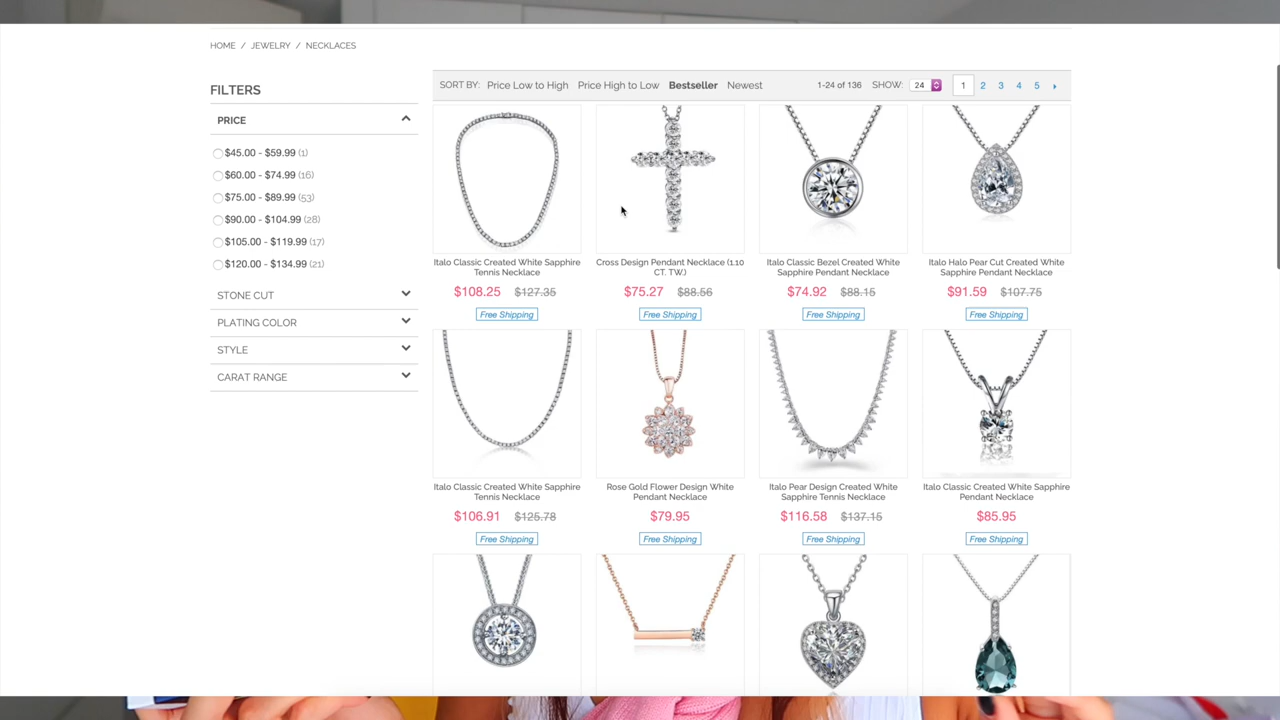 HOME / JEWELRY / NECKLACES
FILTERS
PRICE
$45.00 - $59.99 (1)
$60.00 - $74.99 (16)
$75.00 - $89.99 (53)
$90.00 - $104.99 (28)
$105.00 - $119.99 (17)
$120.00 - $134.99 (21)
STONE CUT
PLATING COLOR
STYLE
CARAT RANGE
SORT BY: Price Low to High Price High to Low Bestseller Newest 1-24 of 136 SHOW: 24 1 2 3 4 5
Italo Classic Created White Sapphire
Tennis Necklace
$108.25 $127.35
Free Shipping
Cross Design Pendant Necklace (1.10
CT. TW.)
$75.27 $88.56
Free Shipping
Italo Classic Bezel Created White
Sapphire Pendant Necklace
$74.92 $88.15
Free Shipping
Italo Halo Pear Cut Created White
Sapphire Pendant Necklace
$91.59 $107.75
Free Shipping
Italo Classic Created White Sapphire
Tennis Necklace
$106.91 $125.78
Free Shipping
Rose Gold Flower Design White
Pendant Necklace
$79.95
Free Shipping
Italo Pear Design Created White
Sapphire Tennis Necklace
$116.58 $137.15
Free Shipping
Italo Classic Created White Sapphire
Pendant Necklace
$85.95
Free Shipping